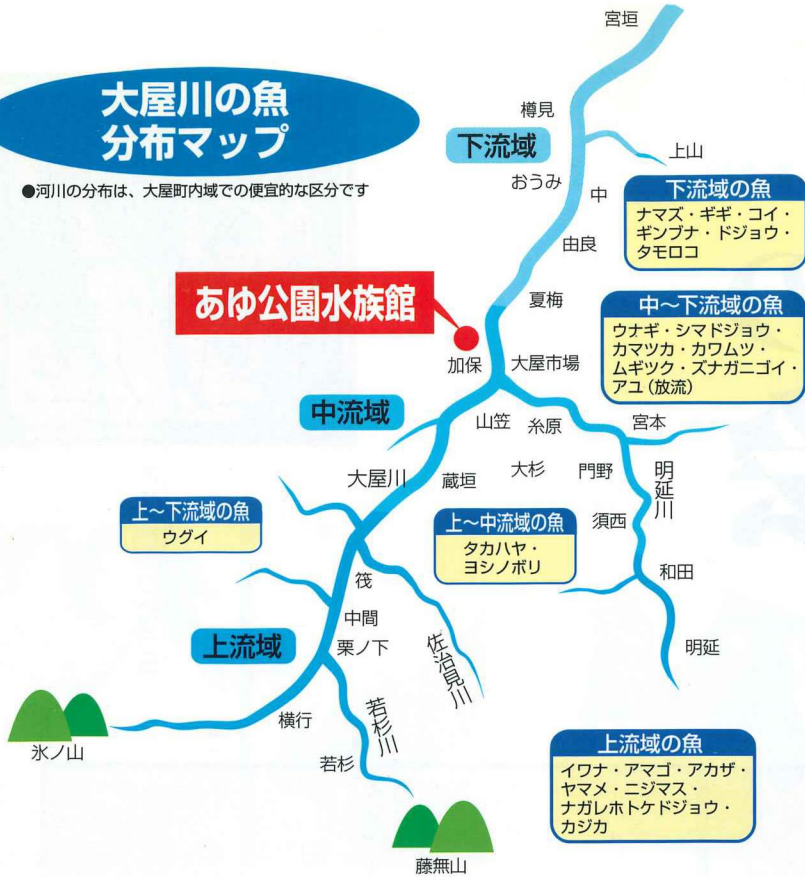 宮垣
大屋川の魚
分布マップ
●河川の分布は、大屋町内域での便宜的な区分です
樽見
下流域
上山
おうみ
中
下流域の魚
ナマズ・ギギ・コイ・
ギンブナ・ドジョウ・
タモロコ
由良
夏梅
あゆ公園水族館
中〜下流域の魚
ウナギ・シマドジョウ・
カマツカ・カワムツ・
ムギツク・ズナガニゴイ・
アユ(放流)
加保
大屋市場
中流域
山笠
糸原
宮本
大屋川
蔵垣
大杉
門野
明延川
上〜下流域の魚
ウグイ
上〜中流域の魚
タカハヤ・
ヨシノボリ
須西
筏
和田
中間
上流域
栗ノ下
佐治見川
明延
横行
若杉川
氷ノ山
若杉
上流域の魚
イワナ・アマゴ・アカザ・
ヤマメ・ニジマス・
ナガレホトケドジョウ・
カジカ
藤無山